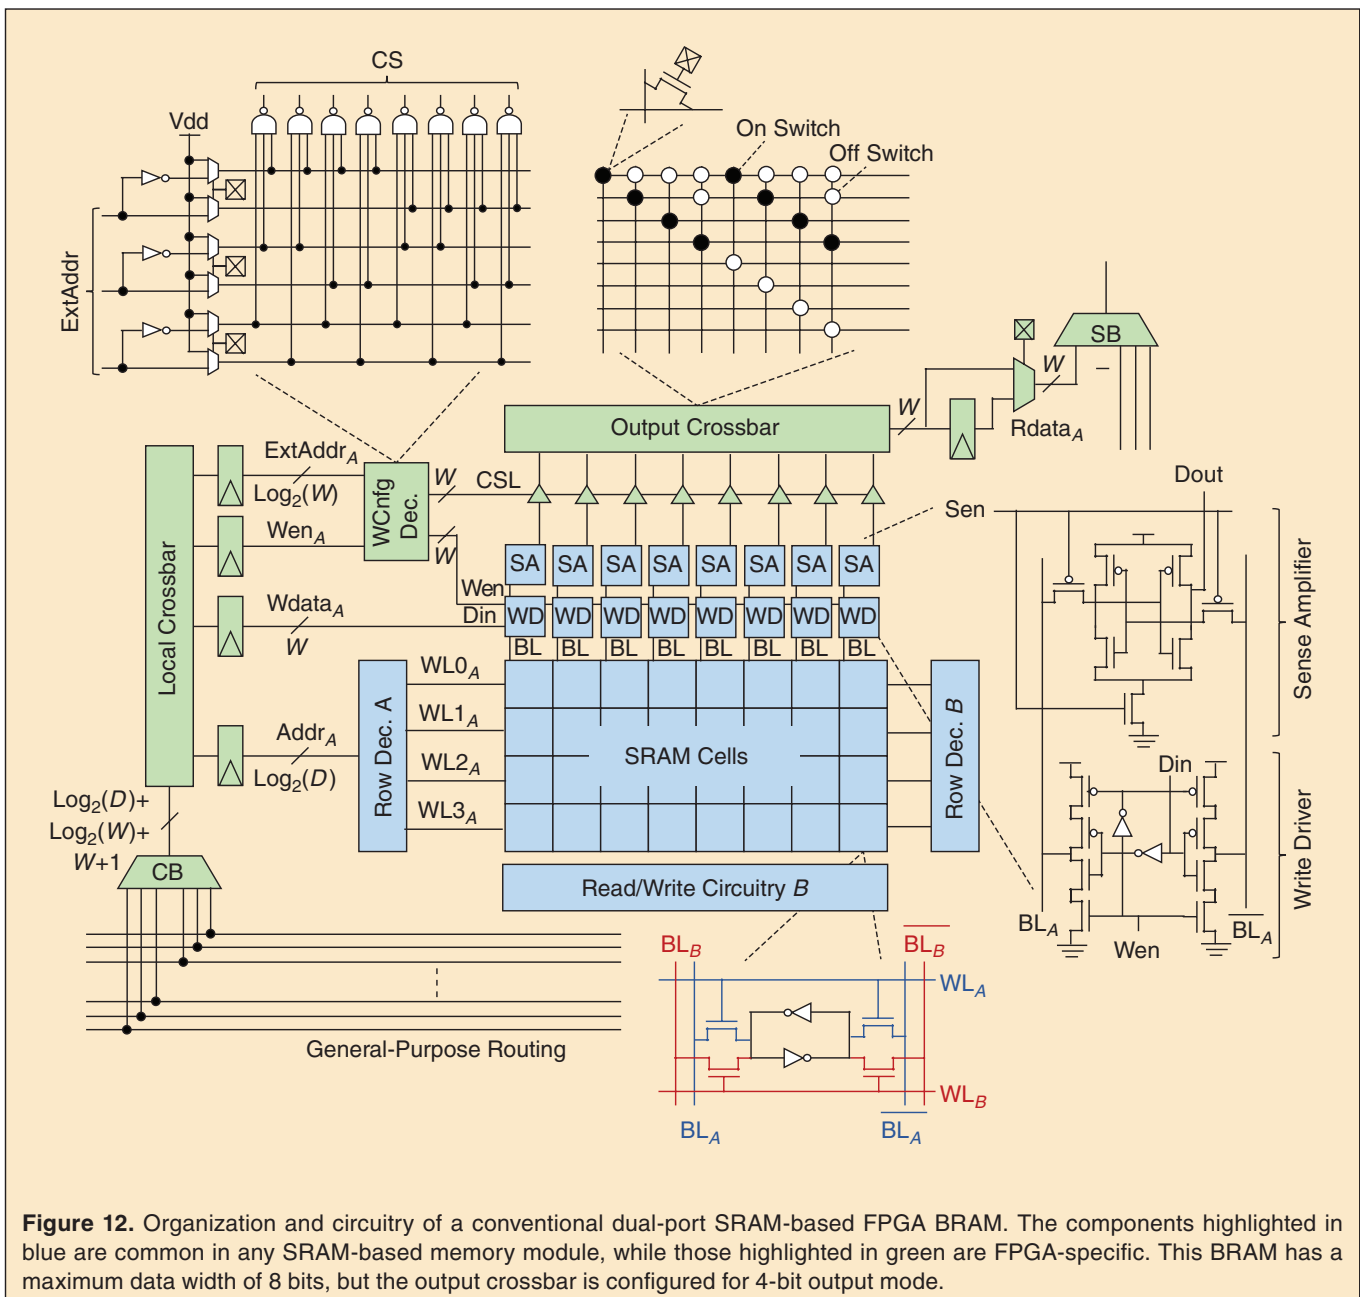 CS
Vdd
On Switch
Off Switch
ExtAddr
SB
W
W
Rdata_A
Output Crossbar
ExtAddr_A
Log_2(W)
W
CSL
WCnfg Dec.
Wen_A
W
Sen
Dout
SA SA SA SA SA SA SA SA
Wen
Wdata_A
W
Din
WD WD WD WD WD WD WD WD
BL BL BL BL BL BL BL BL
Local Crossbar
Sense Amplifier
Row Dec. A
WL0_A
WL1_A
WL2_A
WL3_A
SRAM Cells
Row Dec. B
Addr_A
Log_2(D)
Din
Log_2(D)+
Log_2(W)+
W+1
CB
Read/Write Circuitry B
Write Driver
BL_A
Wen
B̅L̅_A
BL_B
B̅L̅_B
WL_A
General-Purpose Routing
WL_B
BL_A
B̅L̅_A
Figure 12. Organization and circuitry of a conventional dual-port SRAM-based FPGA BRAM. The components highlighted in
blue are common in any SRAM-based memory module, while those highlighted in green are FPGA-specific. This BRAM has a
maximum data width of 8 bits, but the output crossbar is configured for 4-bit output mode.